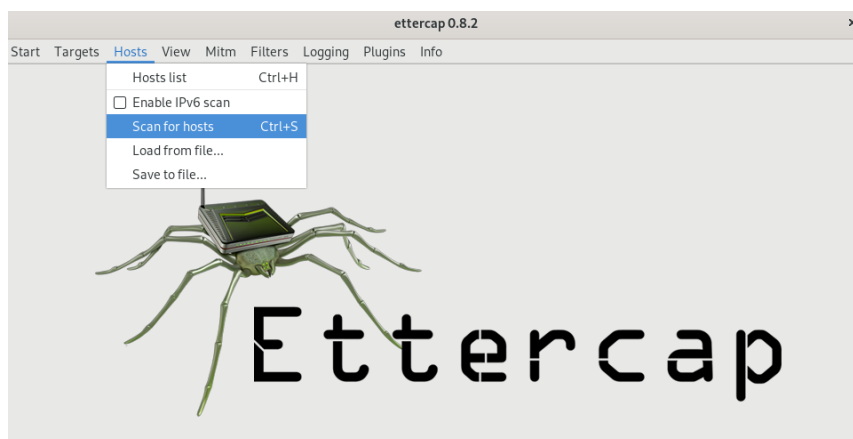 ettercap 0.8.2
Start Targets Hosts View Mitm Filters Logging Plugins Info
Hosts list Ctrl+H
Enable IPv6 scan
Scan for hosts Ctrl+S
Load from file...
Save to file...
Ettercap